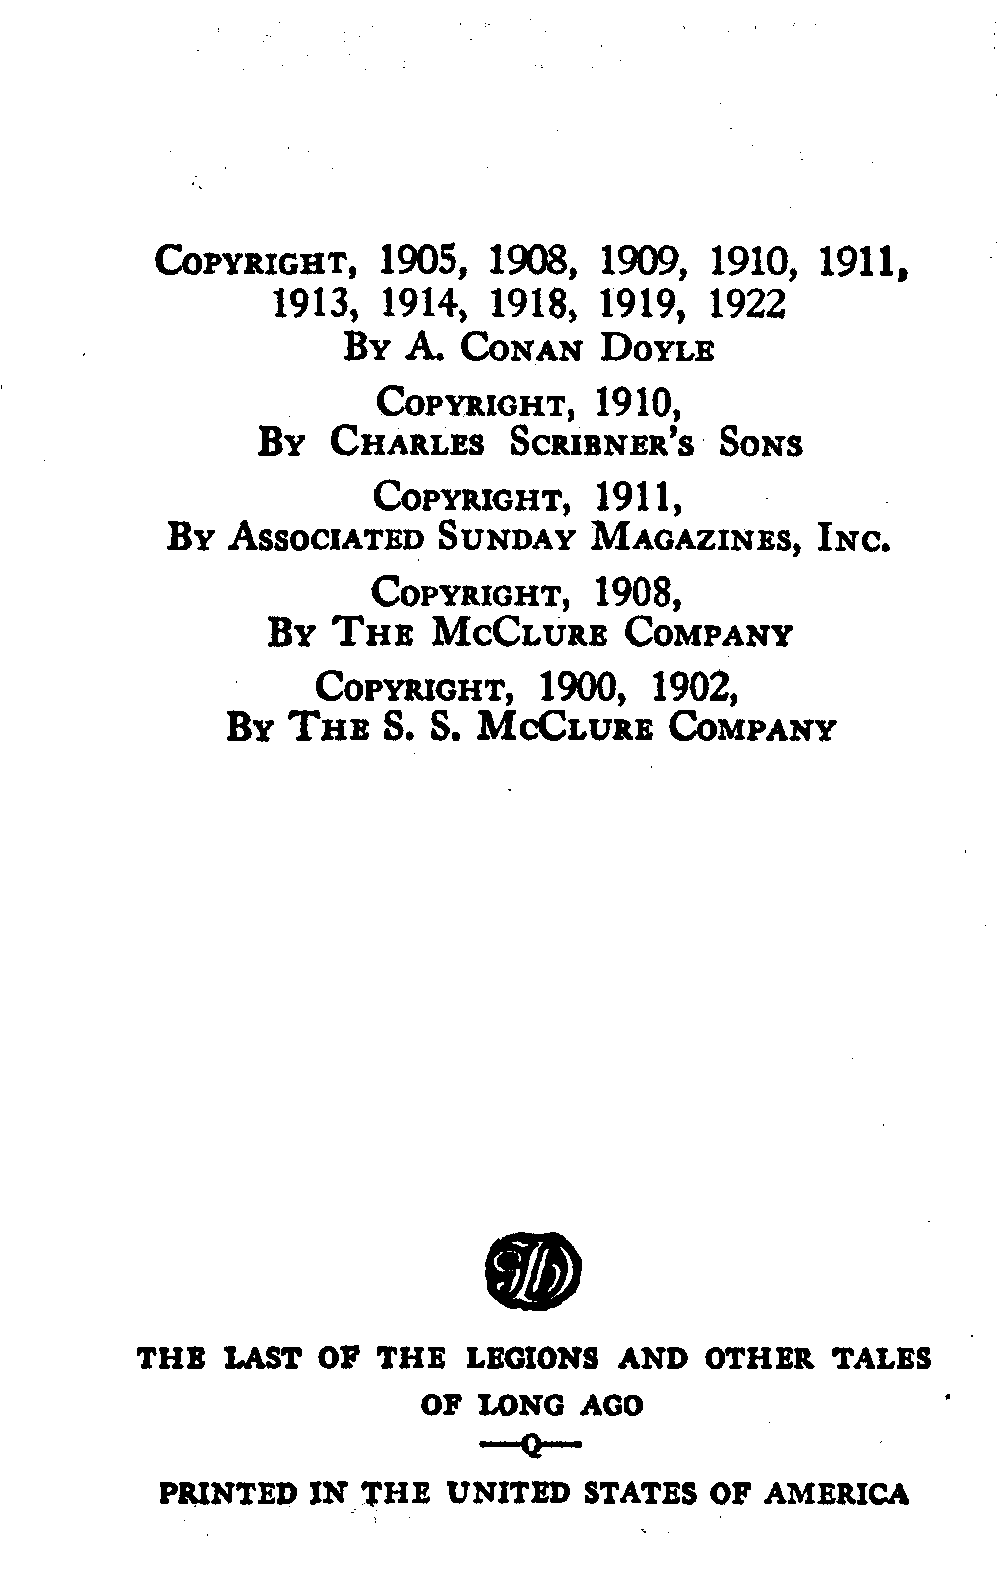 Copyright, 1905, 1908, 1909, 1910, 1911,
1913, 1914, 1918, 1919, 1922
By A. Conan Doyle
Copyright, 1910,
By Charles Scribner's Sons
Copyright, 1911,
By Associated Sunday Magazines, Inc.
Copyright, 1908,
By The McClure Company
Copyright, 1900, 1902,
By The S. S. McClure Company
THE LAST OF THE LEGIONS AND OTHER TALES
OF LONG AGO
—Q—
PRINTED IN THE UNITED STATES OF AMERICA